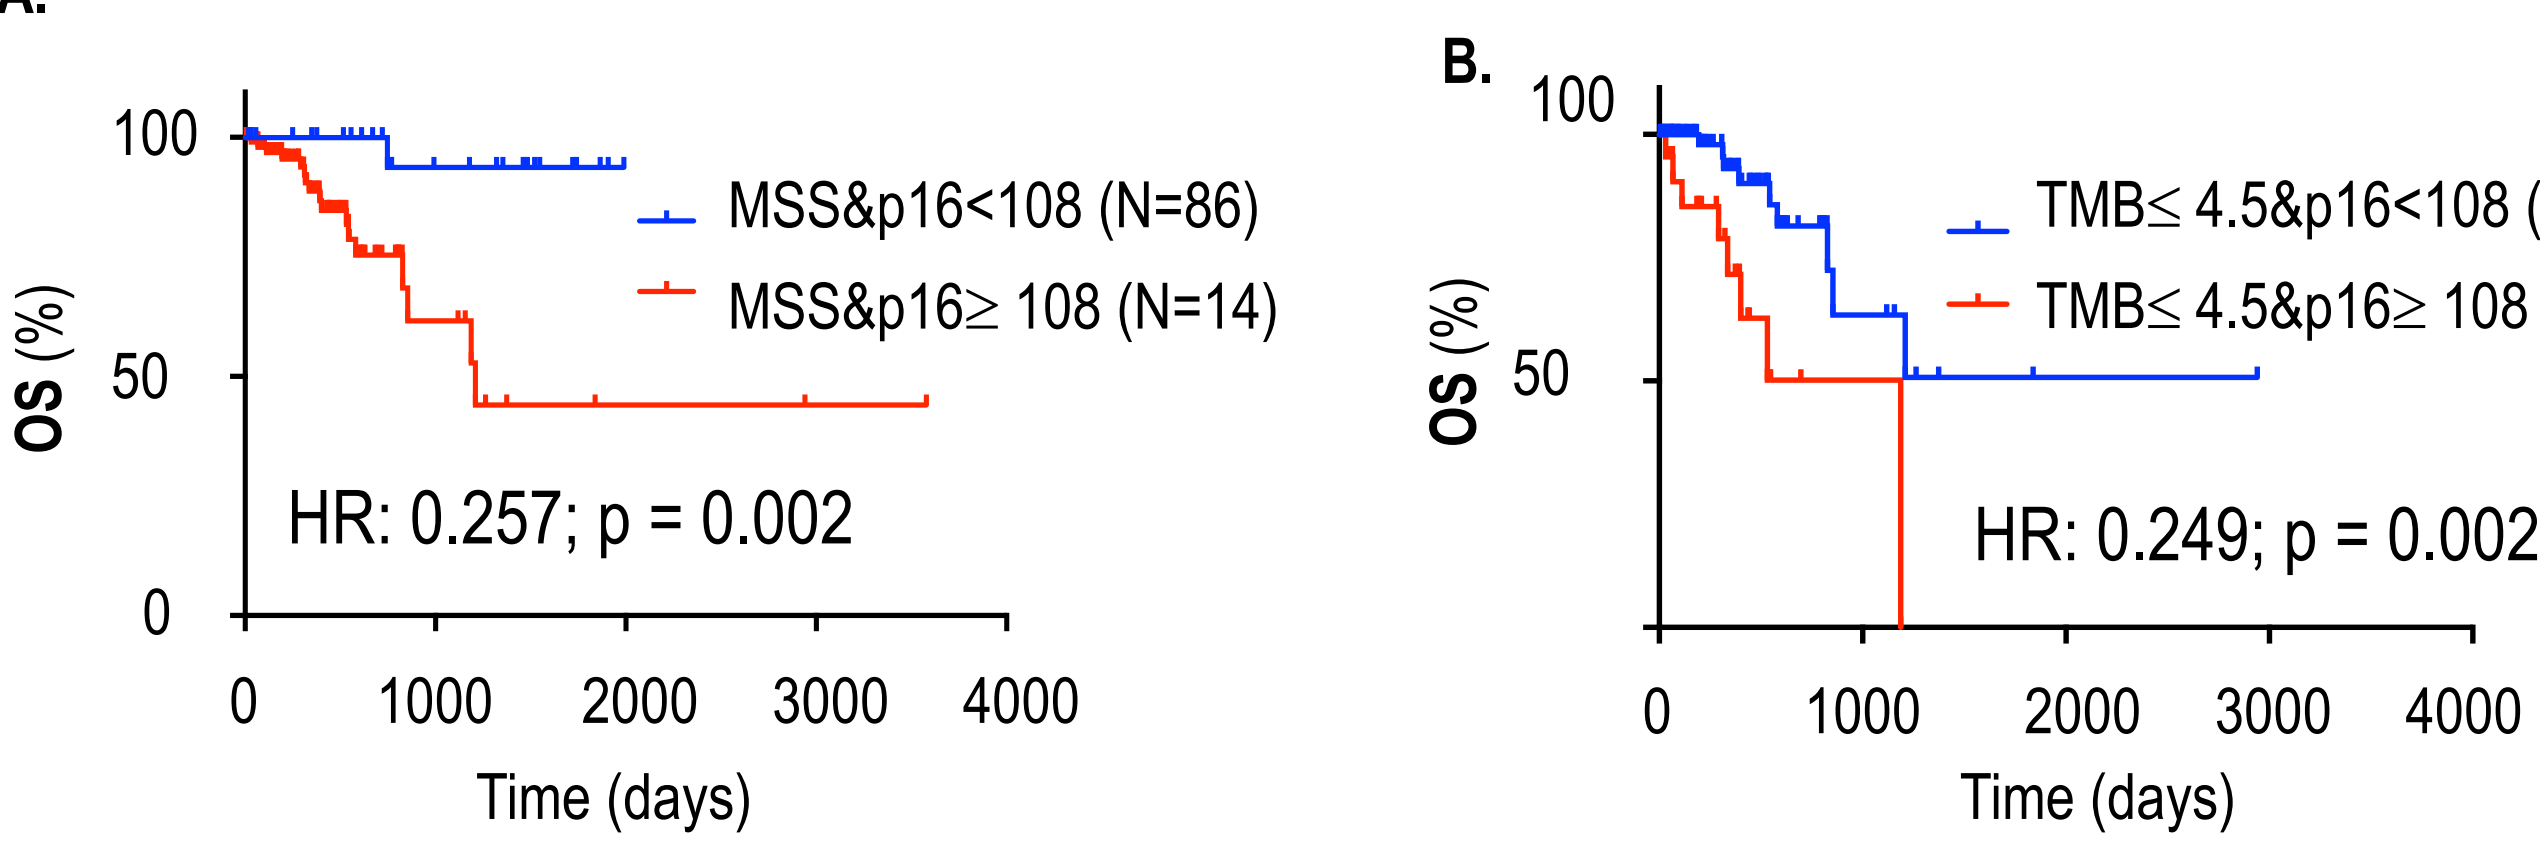 A.
100
50
0
OS (%)
MSS&p16<108 (N=86)
MSS&p16≥ 108 (N=14)
HR: 0.257; p = 0.002
0 1000 2000 3000 4000
Time (days)
B.
100
50
OS (%)
TMB≤ 4.5&p16<108 (
TMB≤ 4.5&p16≥ 108
HR: 0.249; p = 0.002
0 1000 2000 3000 4000
Time (days)